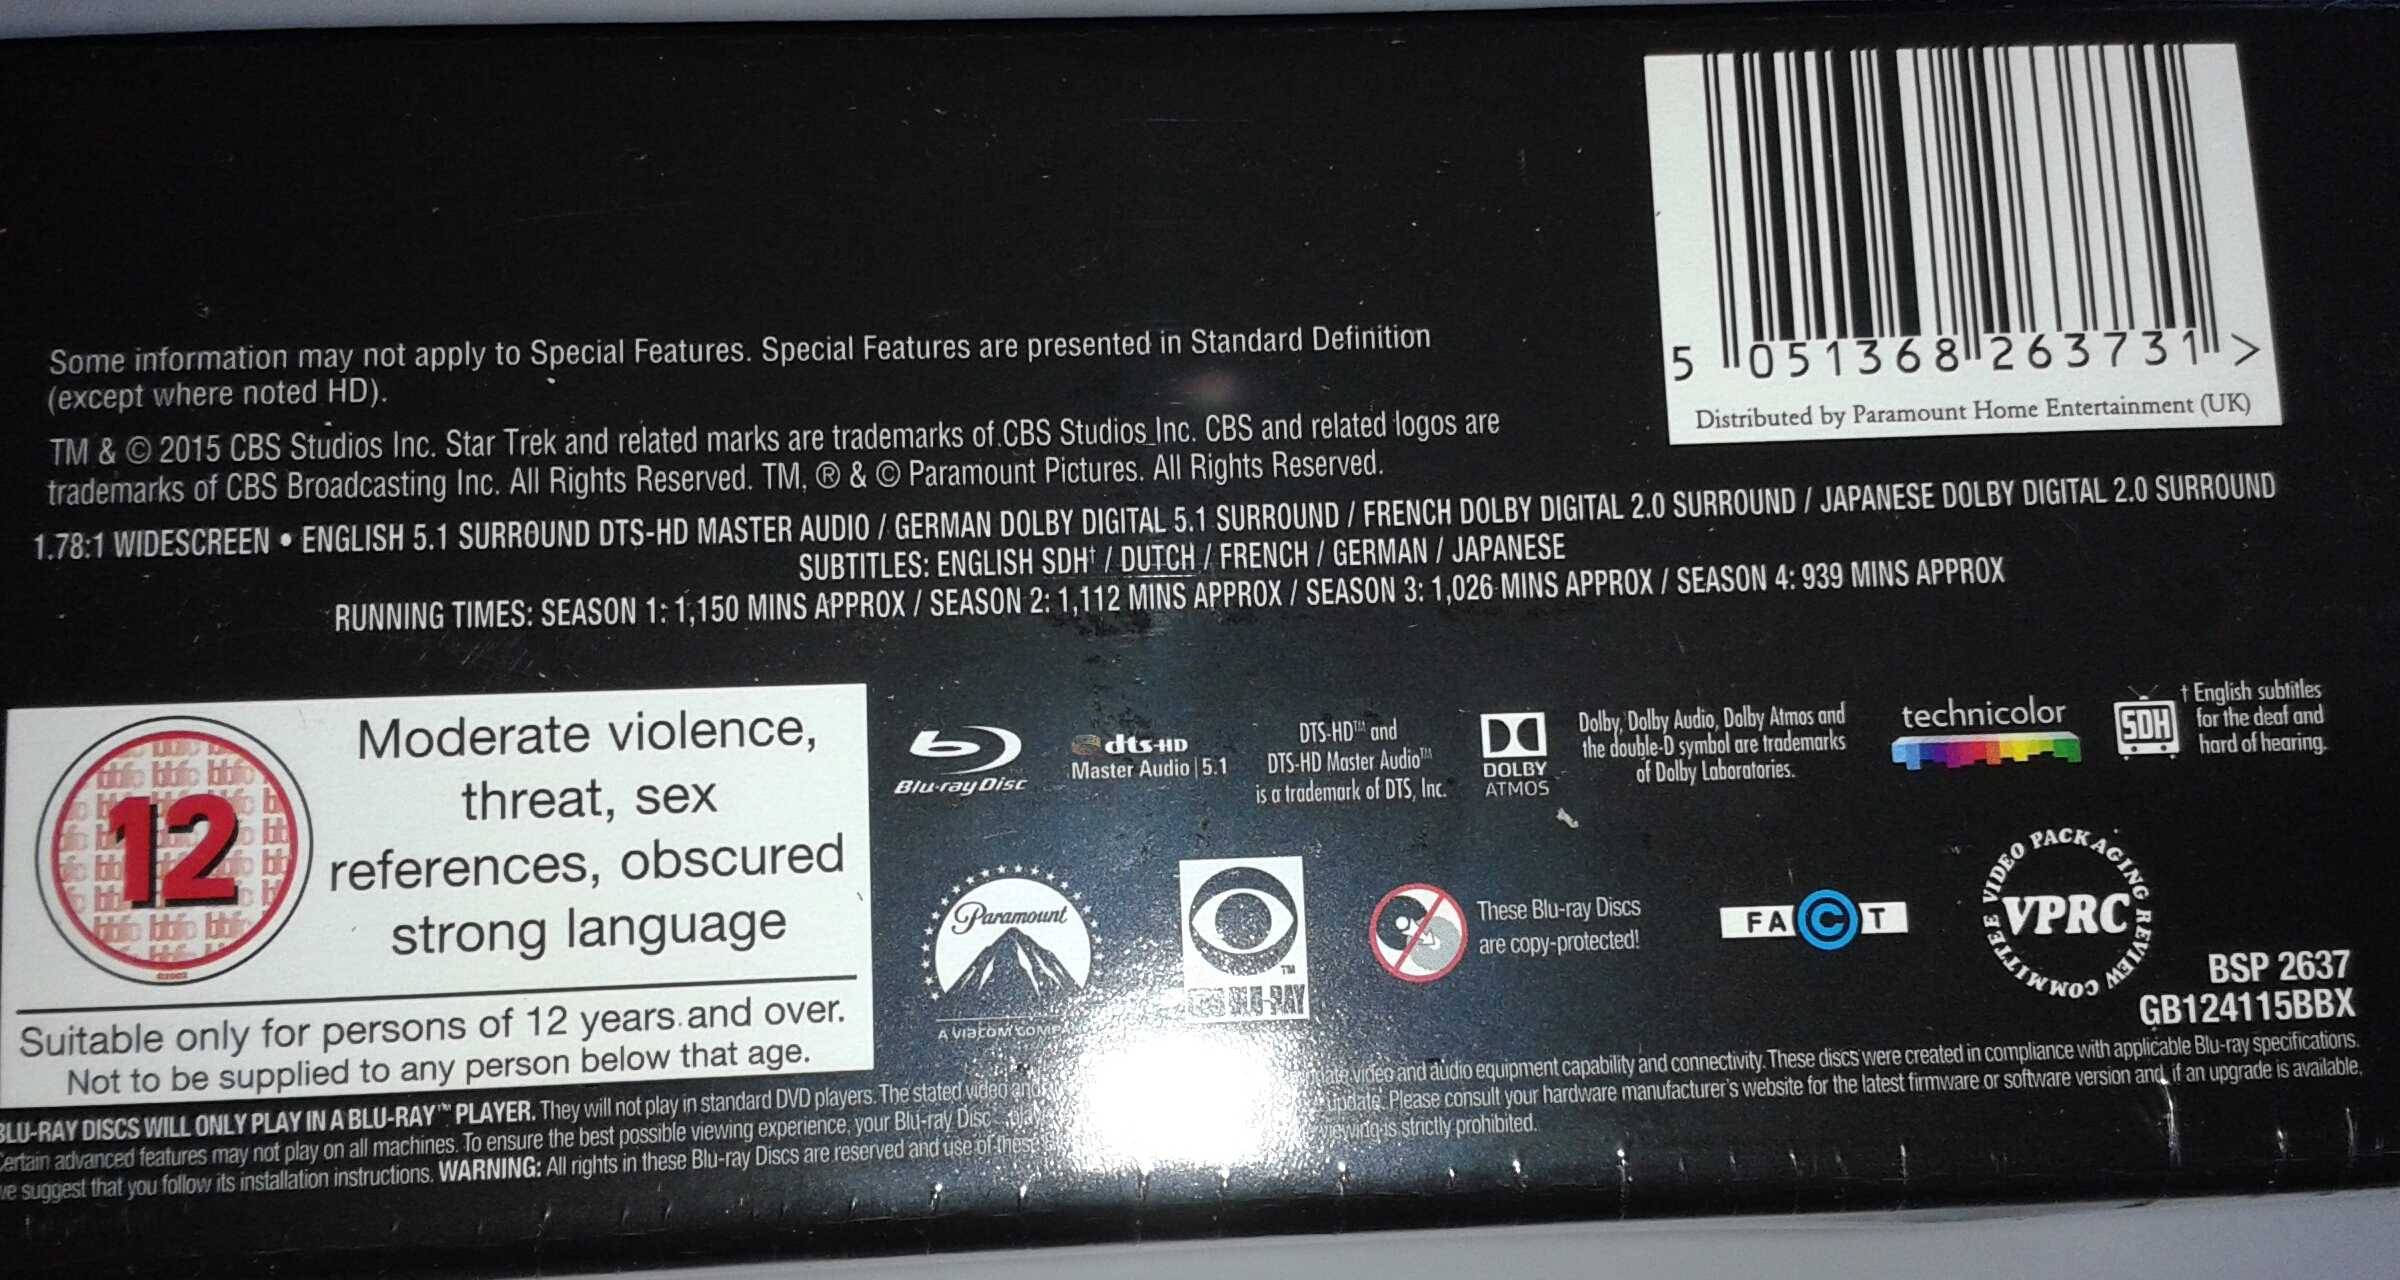 5 051368 263731 >
Distributed by Paramount Home Entertainment (UK)
Some information may not apply to Special Features. Special Features are presented in Standard Definition
(except where noted HD).
TM & © 2015 CBS Studios Inc. Star Trek and related marks are trademarks of CBS Studios Inc. CBS and related logos are
trademarks of CBS Broadcasting Inc. All Rights Reserved. TM, ® & © Paramount Pictures. All Rights Reserved.
1.78:1 WIDESCREEN • ENGLISH 5.1 SURROUND DTS-HD MASTER AUDIO / GERMAN DOLBY DIGITAL 5.1 SURROUND / FRENCH DOLBY DIGITAL 2.0 SURROUND / JAPANESE DOLBY DIGITAL 2.0 SURROUND
SUBTITLES: ENGLISH SDH† / DUTCH / FRENCH / GERMAN / JAPANESE
RUNNING TIMES: SEASON 1: 1,150 MINS APPROX / SEASON 2: 1,112 MINS APPROX / SEASON 3: 1,026 MINS APPROX / SEASON 4: 939 MINS APPROX
12
Moderate violence,
threat, sex
references, obscured
strong language
Suitable only for persons of 12 years and over.
Not to be supplied to any person below that age.
Blu-ray Disc
dts-HD
Master Audio | 5.1
DTS-HD™ and
DTS-HD Master Audio™
is a trademark of DTS, Inc.
DOLBY
ATMOS
Dolby, Dolby Audio, Dolby Atmos and
the double-D symbol are trademarks
of Dolby Laboratories.
technicolor
SDH
† English subtitles
for the deaf and
hard of hearing.
Paramount
A VIACOM
CBS BLU-RAY
TM
These Blu-ray Discs
are copy-protected!
FACT
VIDEO PACKAGING REVIEW COMMITTEE
VPRC
BSP 2637
GB124115BBX
BLU-RAY DISCS WILL ONLY PLAY IN A BLU-RAY™ PLAYER. They will not play in standard DVD players. The stated video and video and audio equipment capability and connectivity. These discs were created in compliance with applicable Blu-ray specifications.
Certain advanced features may not play on all machines. To ensure the best possible viewing experience, your Blu-ray Disc update. Please consult your hardware manufacturer's website for the latest firmware or software version and, if an upgrade is available,
we suggest that you follow its installation instructions. WARNING: All rights in these Blu-ray Discs are reserved and use of these viewing is strictly prohibited.